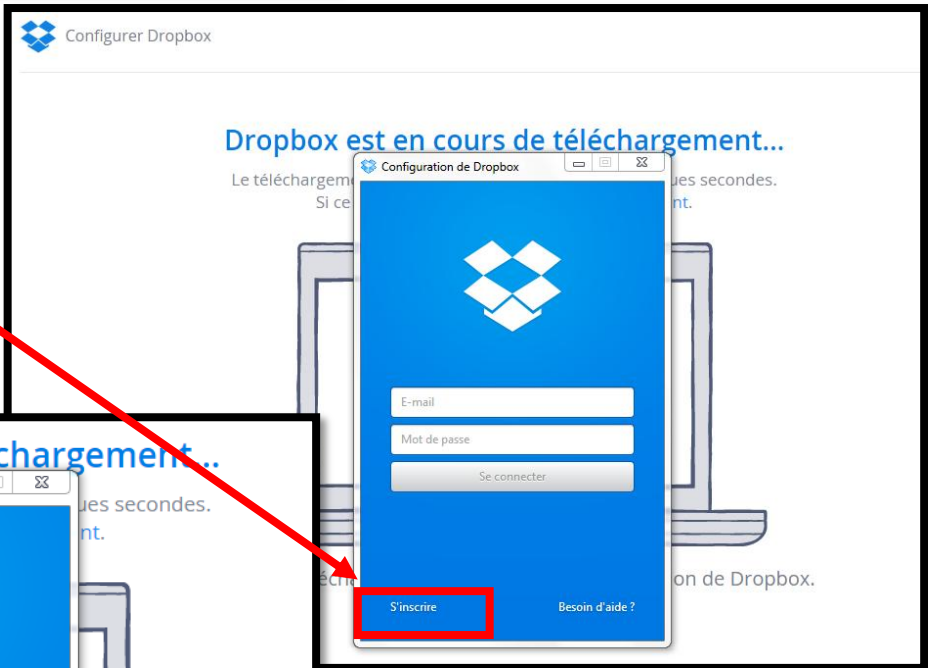 Configurer Dropbox
Dropbox est en cours de téléchargement...
Configuration de Dropbox
Le téléchargem ues secondes.
Si ce nt.
E-mail
Mot de passe
Se connecter
écha on de Dropbox.
S'inscrire Besoin d'aide ?
chargement...
ues secondes.
nt.